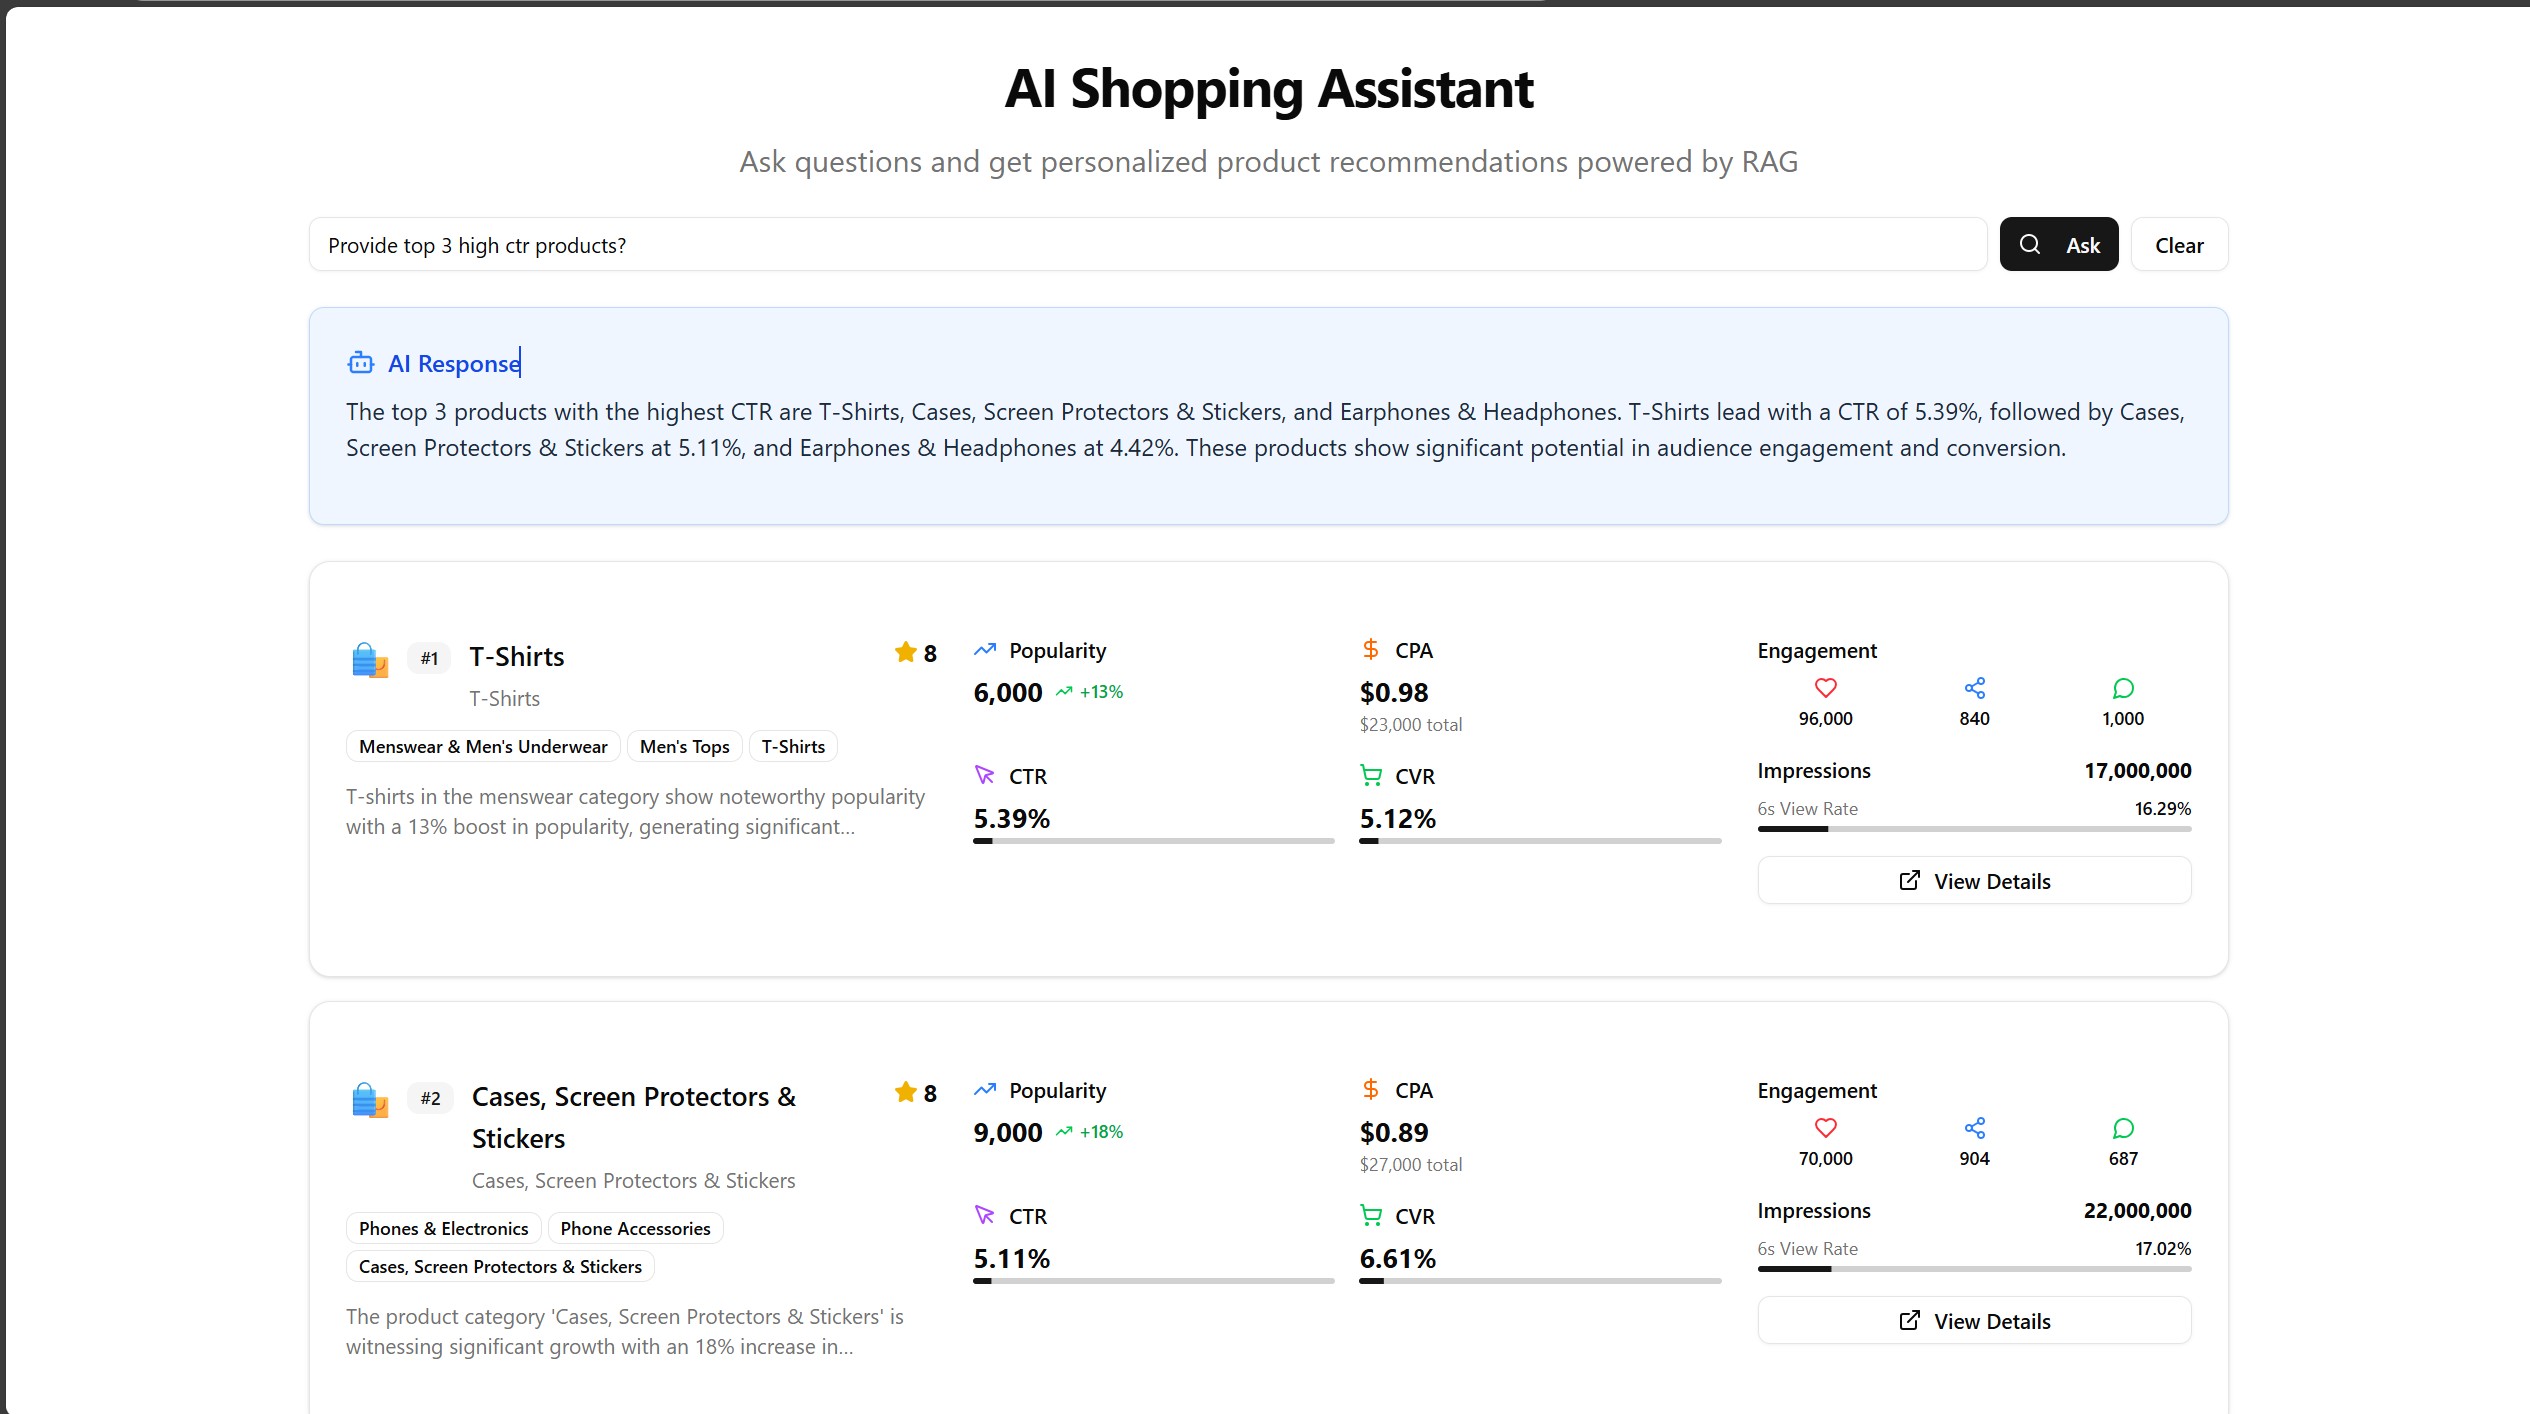 AI Shopping Assistant
Ask questions and get personalized product recommendations powered by RAG
Provide top 3 high ctr products?
Ask
Clear
AI Response
The top 3 products with the highest CTR are T-Shirts, Cases, Screen Protectors & Stickers, and Earphones & Headphones. T-Shirts lead with a CTR of 5.39%, followed by Cases,
Screen Protectors & Stickers at 5.11%, and Earphones & Headphones at 4.42%. These products show significant potential in audience engagement and conversion.
#1
T-Shirts
8
T-Shirts
Menswear & Men's Underwear
Men's Tops
T-Shirts
T-shirts in the menswear category show noteworthy popularity
with a 13% boost in popularity, generating significant...
Popularity
6,000
+13%
CPA
$0.98
$23,000 total
CTR
5.39%
CVR
5.12%
Engagement
96,000
840
1,000
Impressions
17,000,000
6s View Rate
16.29%
View Details
#2
Cases, Screen Protectors &
Stickers
8
Cases, Screen Protectors & Stickers
Phones & Electronics
Phone Accessories
Cases, Screen Protectors & Stickers
The product category 'Cases, Screen Protectors & Stickers' is
witnessing significant growth with an 18% increase in...
Popularity
9,000
+18%
CPA
$0.89
$27,000 total
CTR
5.11%
CVR
6.61%
Engagement
70,000
904
687
Impressions
22,000,000
6s View Rate
17.02%
View Details